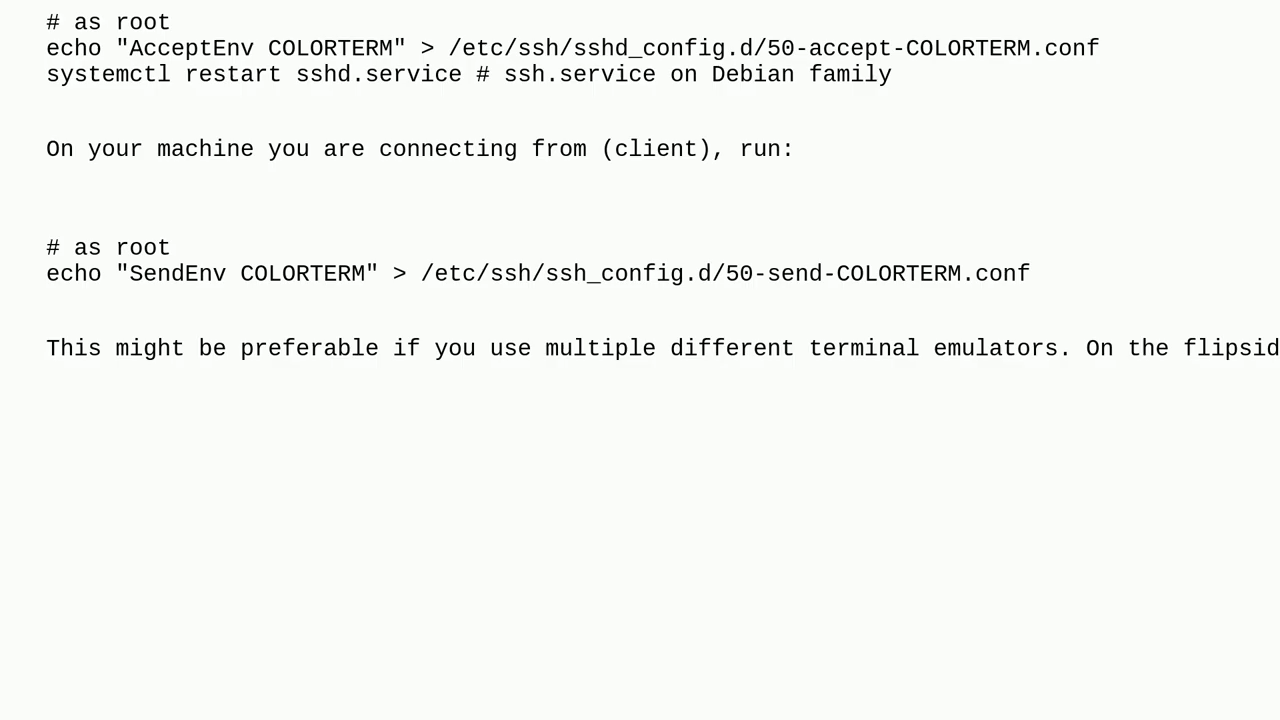 # as root
echo "AcceptEnv COLORTERM" > /etc/ssh/sshd_config.d/50-accept-COLORTERM.conf
systemctl restart sshd.service # ssh.service on Debian family
On your machine you are connecting from (client), run:
# as root
echo "SendEnv COLORTERM" > /etc/ssh/ssh_config.d/50-send-COLORTERM.conf
This might be preferable if you use multiple different terminal emulators. On the flipsid